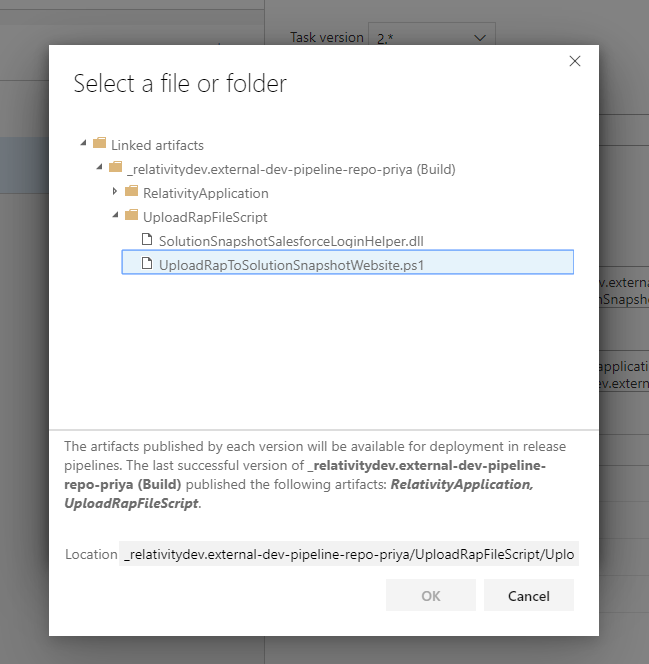 Task version 2.*
Select a file or folder
Linked artifacts
_relativitydev.external-dev-pipeline-repo-priya (Build)
RelativityApplication
UploadRapFileScript
SolutionSnapshotSalesforceLoginHelper.dll
UploadRapToSolutionSnapshotWebsite.ps1
The artifacts published by each version will be available for deployment in release
pipelines. The last successful version of _relativitydev.external-dev-pipeline-
repo-priya (Build) published the following artifacts: RelativityApplication,
UploadRapFileScript.
Location _relativitydev.external-dev-pipeline-repo-priya/UploadRapFileScript/Uplo
OK Cancel